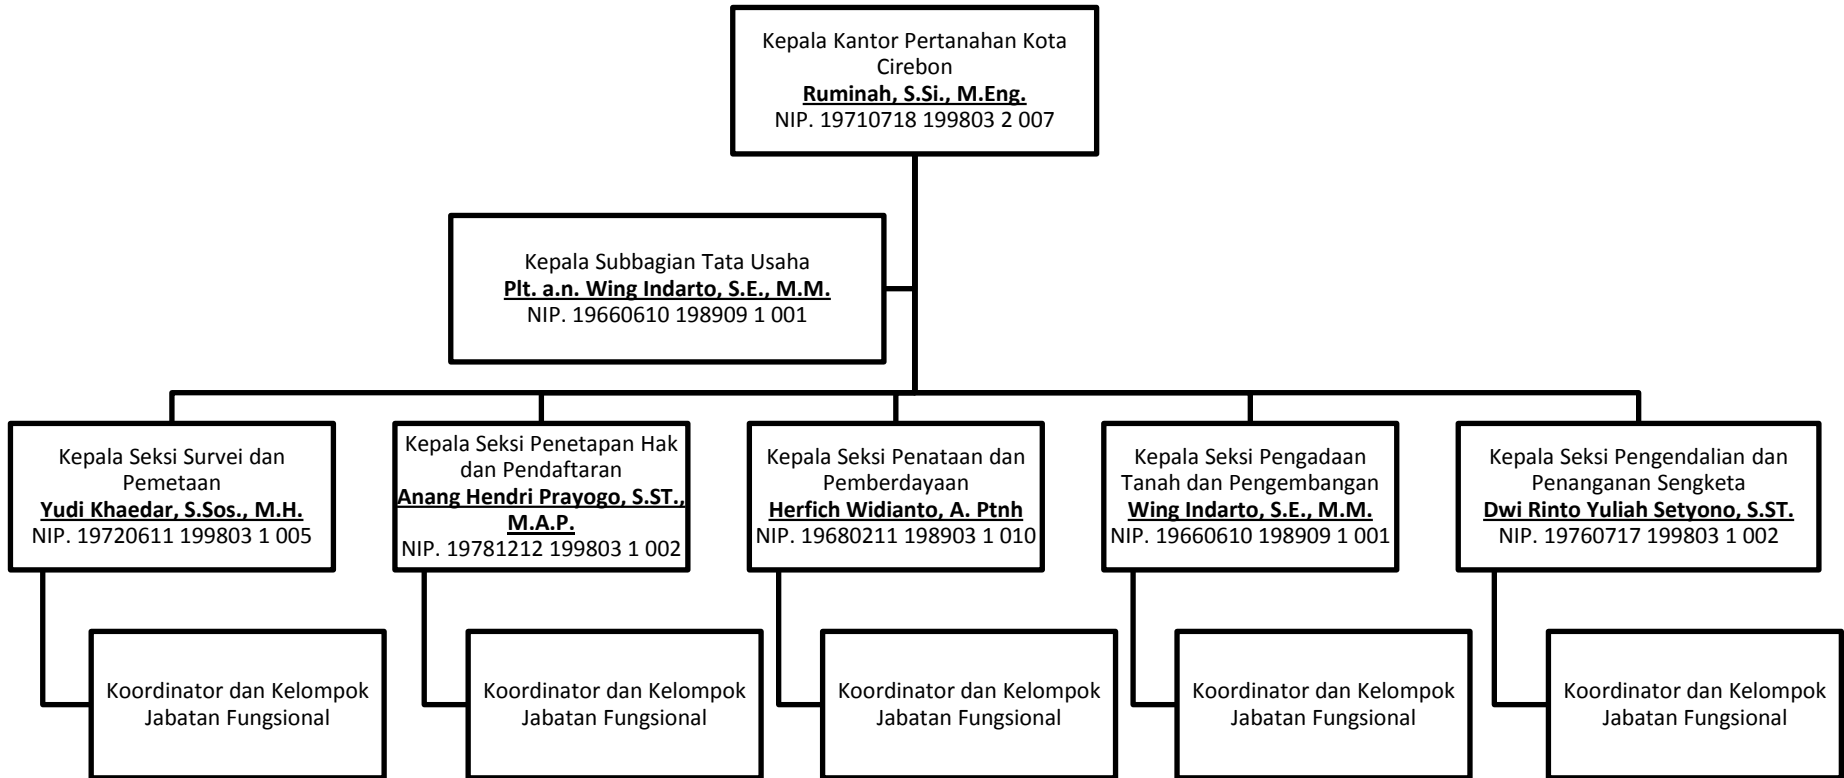 Kepala Kantor Pertanahan Kota
Cirebon
Ruminah, S.Si., M.Eng.
NIP. 19710718 199803 2 007
Kepala Subbagian Tata Usaha
Plt. a.n. Wing Indarto, S.E., M.M.
NIP. 19660610 198909 1 001
Kepala Seksi Survei dan
Pemetaan
Yudi Khaedar, S.Sos., M.H.
NIP. 19720611 199803 1 005
Kepala Seksi Penetapan Hak
dan Pendaftaran
Anang Hendri Prayogo, S.ST.,
M.A.P.
NIP. 19781212 199803 1 002
Kepala Seksi Penataan dan
Pemberdayaan
Herfich Widianto, A. Ptnh
NIP. 19680211 198903 1 010
Kepala Seksi Pengadaan
Tanah dan Pengembangan
Wing Indarto, S.E., M.M.
NIP. 19660610 198909 1 001
Kepala Seksi Pengendalian dan
Penanganan Sengketa
Dwi Rinto Yuliah Setyono, S.ST.
NIP. 19760717 199803 1 002
Koordinator dan Kelompok
Jabatan Fungsional
Koordinator dan Kelompok
Jabatan Fungsional
Koordinator dan Kelompok
Jabatan Fungsional
Koordinator dan Kelompok
Jabatan Fungsional
Koordinator dan Kelompok
Jabatan Fungsional